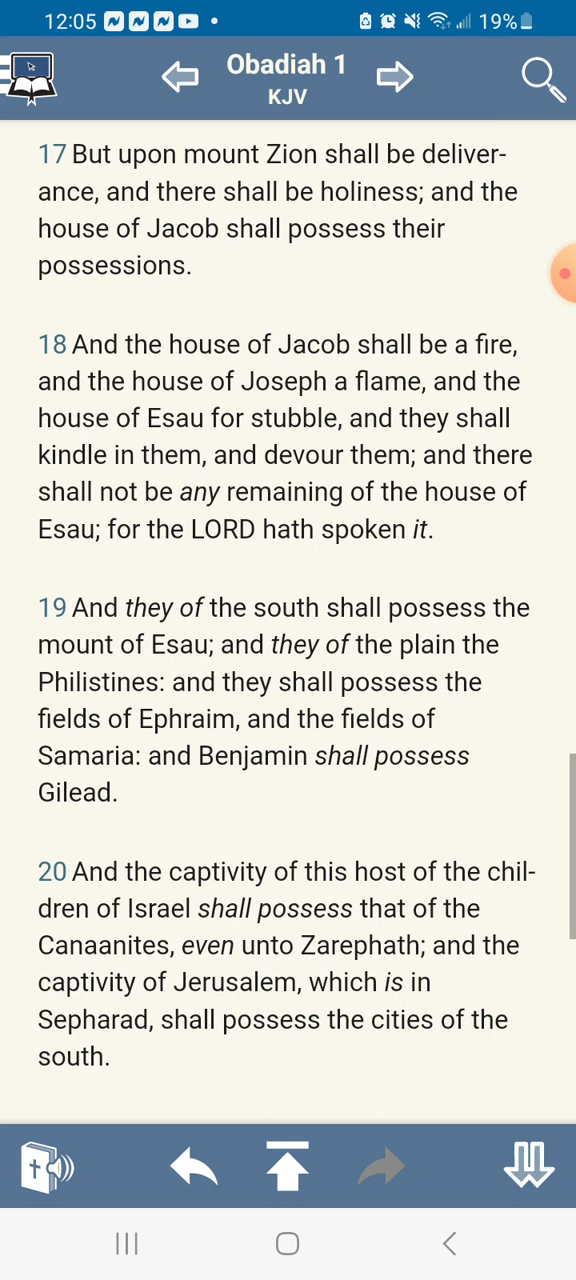 12:05
19%
Obadiah 1
KJV
17 But upon mount Zion shall be deliver-
ance, and there shall be holiness; and the
house of Jacob shall possess their
possessions.
18 And the house of Jacob shall be a fire,
and the house of Joseph a flame, and the
house of Esau for stubble, and they shall
kindle in them, and devour them; and there
shall not be any remaining of the house of
Esau; for the LORD hath spoken it.
19 And they of the south shall possess the
mount of Esau; and they of the plain the
Philistines: and they shall possess the
fields of Ephraim, and the fields of
Samaria: and Benjamin shall possess
Gilead.
20 And the captivity of this host of the chil-
dren of Israel shall possess that of the
Canaanites, even unto Zarephath; and the
captivity of Jerusalem, which is in
Sepharad, shall possess the cities of the
south.